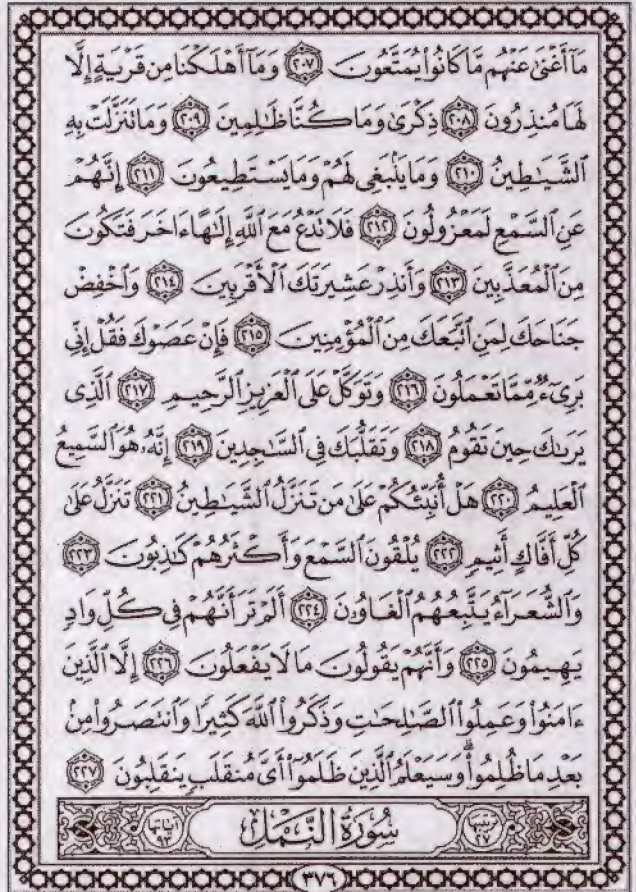 مَآ أَغْنَىٰ عَنْهُم مَّا كَانُوا۟ يُمَتَّعُونَ ٢٠٧ وَمَآ أَهْلَكْنَا مِن قَرْيَةٍ إِلَّا
لَهَا مُنذِرُونَ ٢٠٨ ذِكْرَىٰ وَمَا كُنَّا ظَـٰلِمِينَ ٢٠٩ وَمَا تَنَزَّلَتْ بِهِ
ٱلشَّيَـٰطِينُ ٢١٠ وَمَا يَنۢبَغِى لَهُمْ وَمَا يَسْتَطِيعُونَ ٢١١ إِنَّهُمْ
عَنِ ٱلسَّمْعِ لَمَعْزُولُونَ ٢١٢ فَلَا تَدْعُ مَعَ ٱللَّهِ إِلَـٰهًا ءَاخَرَ فَتَكُونَ
مِنَ ٱلْمُعَذَّبِينَ ٢١٣ وَأَنذِرْ عَشِيرَتَكَ ٱلْأَقْرَبِينَ ٢١٤ وَٱخْفِضْ
جَنَاحَكَ لِمَنِ ٱتَّبَعَكَ مِنَ ٱلْمُؤْمِنِينَ ٢١٥ فَإِنْ عَصَوْكَ فَقُلْ إِنِّى
بَرِىٓءٌ مِّمَّا تَعْمَلُونَ ٢١٦ وَتَوَكَّلْ عَلَى ٱلْعَزِيزِ ٱلرَّحِيمِ ٢١٧ ٱلَّذِى
يَرَىٰكَ حِينَ تَقُومُ ٢١٨ وَتَقَلُّبَكَ فِى ٱلسَّـٰجِدِينَ ٢١٩ إِنَّهُۥ هُوَ ٱلسَّمِيعُ
ٱلْعَلِيمُ ٢٢٠ هَلْ أُنَبِّئُكُمْ عَلَىٰ مَن تَنَزَّلُ ٱلشَّيَـٰطِينُ ٢٢١ تَنَزَّلُ عَلَىٰ
كُلِّ أَفَّاكٍ أَثِيمٍ ٢٢٢ يُلْقُونَ ٱلسَّمْعَ وَأَكْثَرُهُمْ كَـٰذِبُونَ ٢٢٣
وَٱلشُّعَرَآءُ يَتَّبِعُهُمُ ٱلْغَاوُۥنَ ٢٢٤ أَلَمْ تَرَ أَنَّهُمْ فِى كُلِّ وَادٍ
يَهِيمُونَ ٢٢٥ وَأَنَّهُمْ يَقُولُونَ مَا لَا يَفْعَلُونَ ٢٢٦ إِلَّا ٱلَّذِينَ
ءَامَنُوا۟ وَعَمِلُوا۟ ٱلصَّـٰلِحَـٰتِ وَذَكَرُوا۟ ٱللَّهَ كَثِيرًا وَٱنتَصَرُوا۟ مِنۢ
بَعْدِ مَا ظُلِمُوا۟ ۗ وَسَيَعْلَمُ ٱلَّذِينَ ظَلَمُوٓا۟ أَىَّ مُنقَلَبٍ يَنقَلِبُونَ ٢٢٧
ترتيبها ٢٧ سُورَةُ النَّمْلِ آياتها ٩٣
٣٧٦